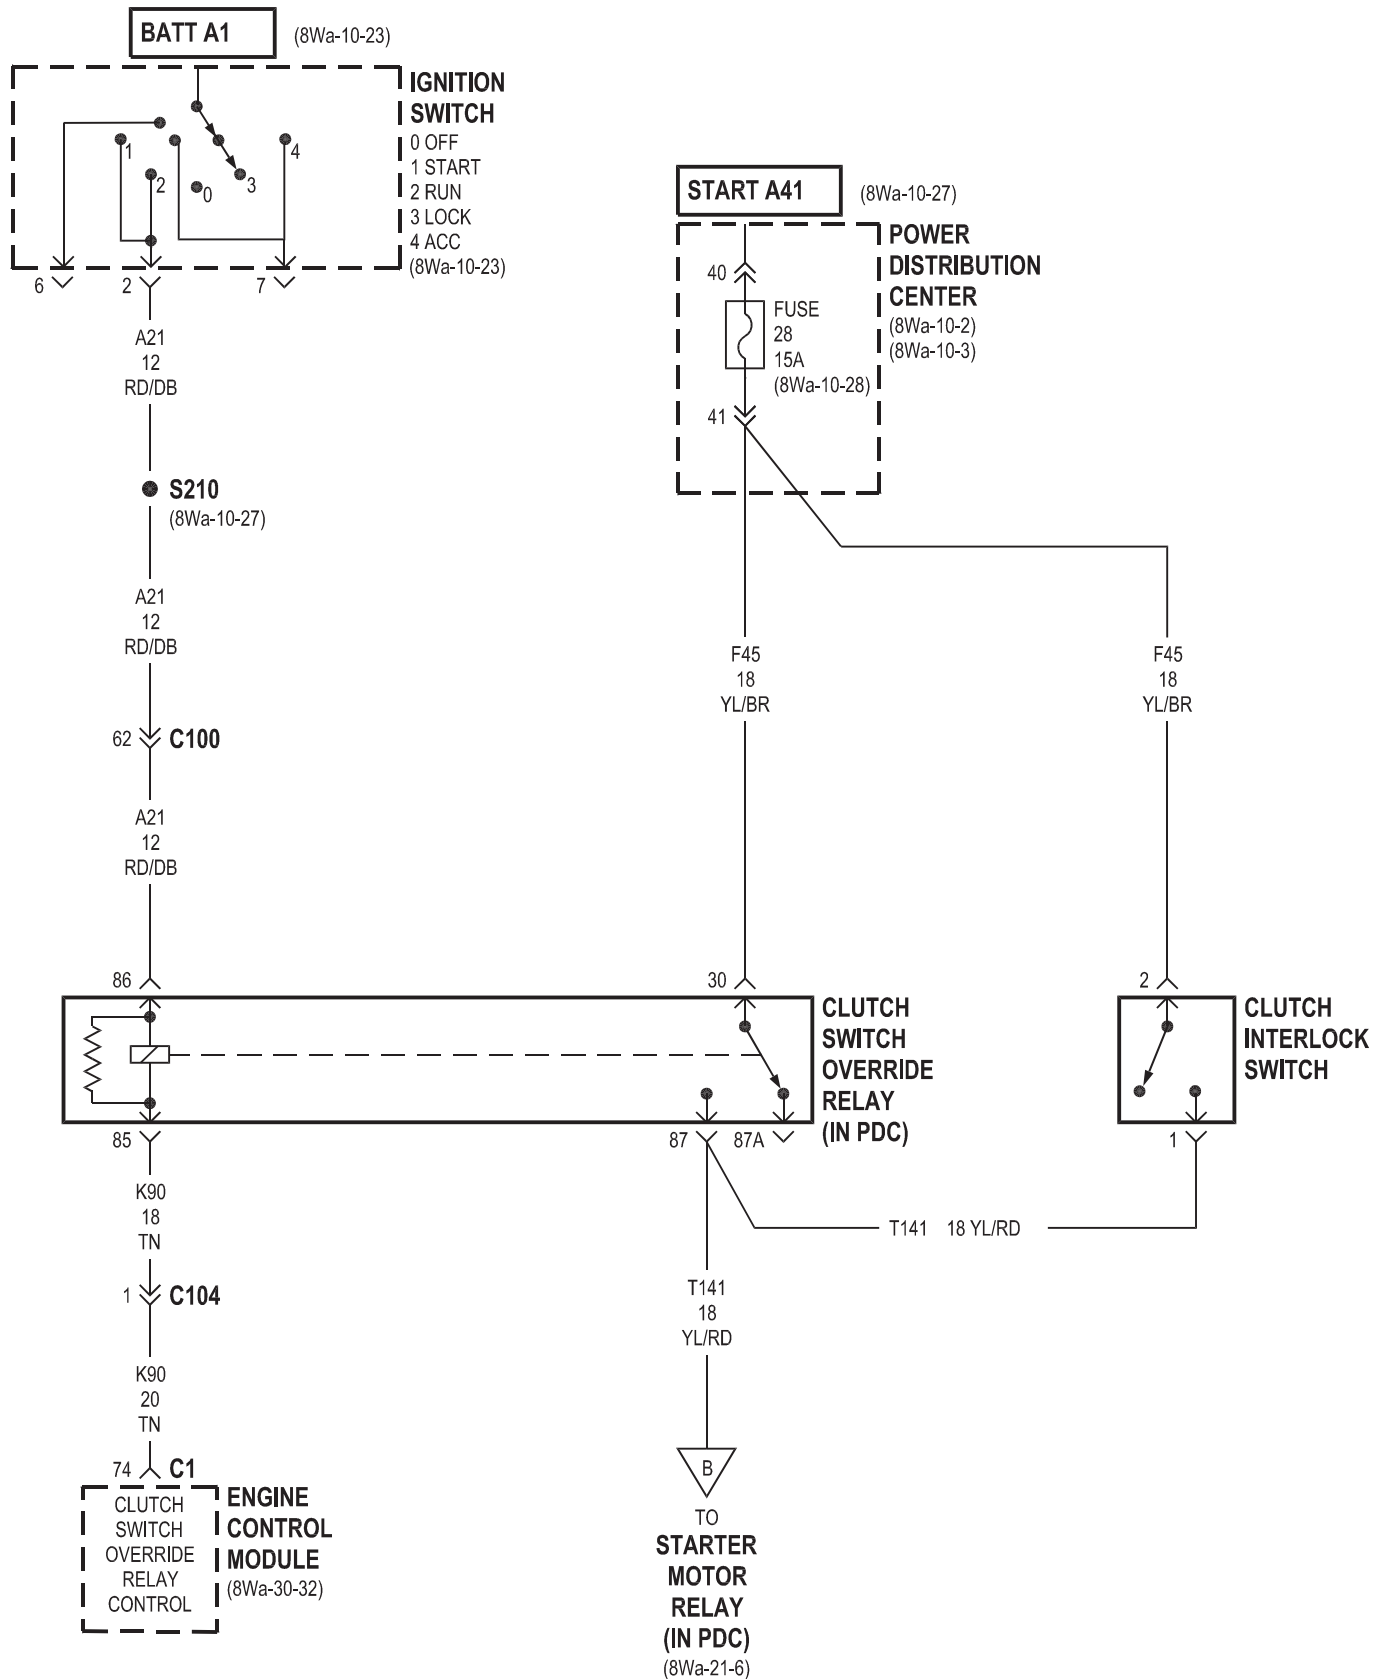 BATT A1
(8Wa-10-23)
IGNITION
SWITCH
0 OFF
1 START
2 RUN
3 LOCK
4 ACC
(8Wa-10-23)
1
2
0
3
4
6
2
7
A21
12
RD/DB
S210
(8Wa-10-27)
A21
12
RD/DB
62
C100
A21
12
RD/DB
START A41
(8Wa-10-27)
POWER
DISTRIBUTION
CENTER
(8Wa-10-2)
(8Wa-10-3)
40
FUSE
28
15A
(8Wa-10-28)
41
F45
18
YL/BR
F45
18
YL/BR
86
30
2
CLUTCH
SWITCH
OVERRIDE
RELAY
(IN PDC)
CLUTCH
INTERLOCK
SWITCH
85
87
87A
1
K90
18
TN
1
C104
K90
20
TN
74
C1
CLUTCH
SWITCH
OVERRIDE
RELAY
CONTROL
ENGINE
CONTROL
MODULE
(8Wa-30-32)
T141 18 YL/RD
T141
18
YL/RD
B
TO
STARTER
MOTOR
RELAY
(IN PDC)
(8Wa-21-6)